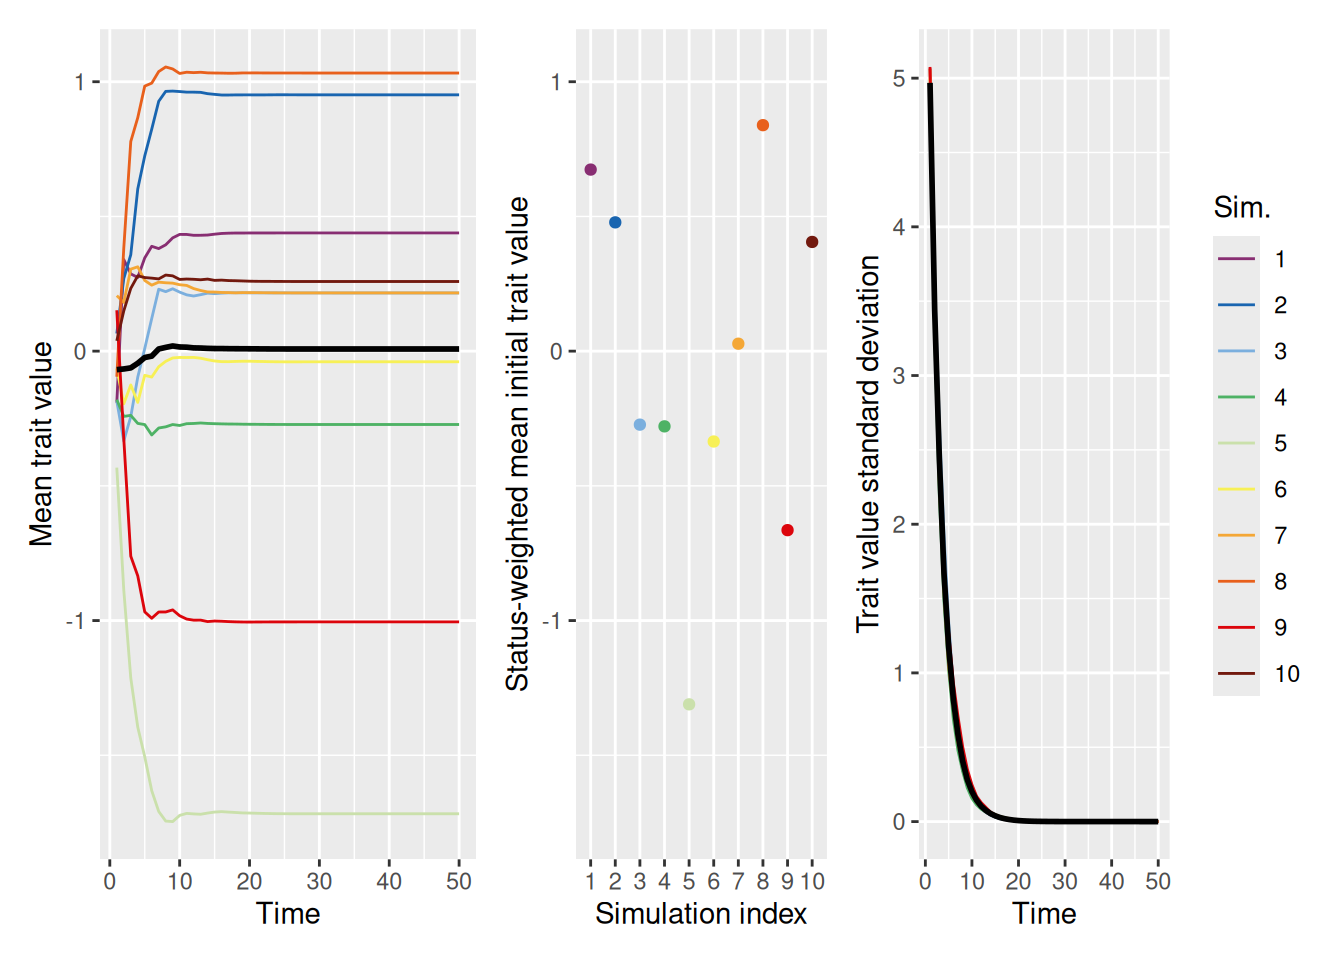 Mean trait value
1
0
-1
0 10 20 30 40 50
Time
Status-weighted mean initial trait value
1
0
-1
1 2 3 4 5 6 7 8 9 10
Simulation index
Trait value standard deviation
5
4
3
2
1
0
0 10 20 30 40 50
Time
Sim.
1
2
3
4
5
6
7
8
9
10